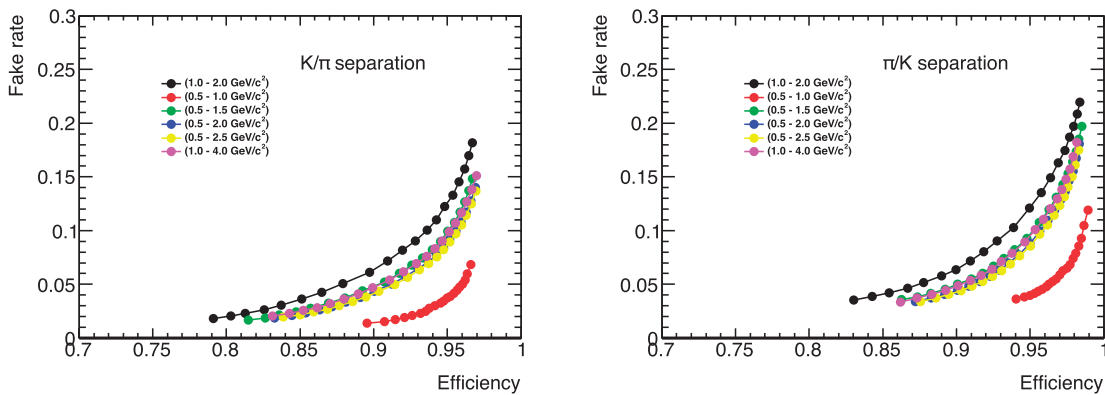 0.3
0.25
0.2
0.15
0.1
0.05
0
Fake rate
K/π separation
(1.0 - 2.0 GeV/c²)
(0.5 - 1.0 GeV/c²)
(0.5 - 1.5 GeV/c²)
(0.5 - 2.0 GeV/c²)
(0.5 - 2.5 GeV/c²)
(1.0 - 4.0 GeV/c²)
0.7 0.75 0.8 0.85 0.9 0.95 1
Efficiency
0.3
0.25
0.2
0.15
0.1
0.05
0
Fake rate
π/K separation
(1.0 - 2.0 GeV/c²)
(0.5 - 1.0 GeV/c²)
(0.5 - 1.5 GeV/c²)
(0.5 - 2.0 GeV/c²)
(0.5 - 2.5 GeV/c²)
(1.0 - 4.0 GeV/c²)
0.7 0.75 0.8 0.85 0.9 0.95 1
Efficiency